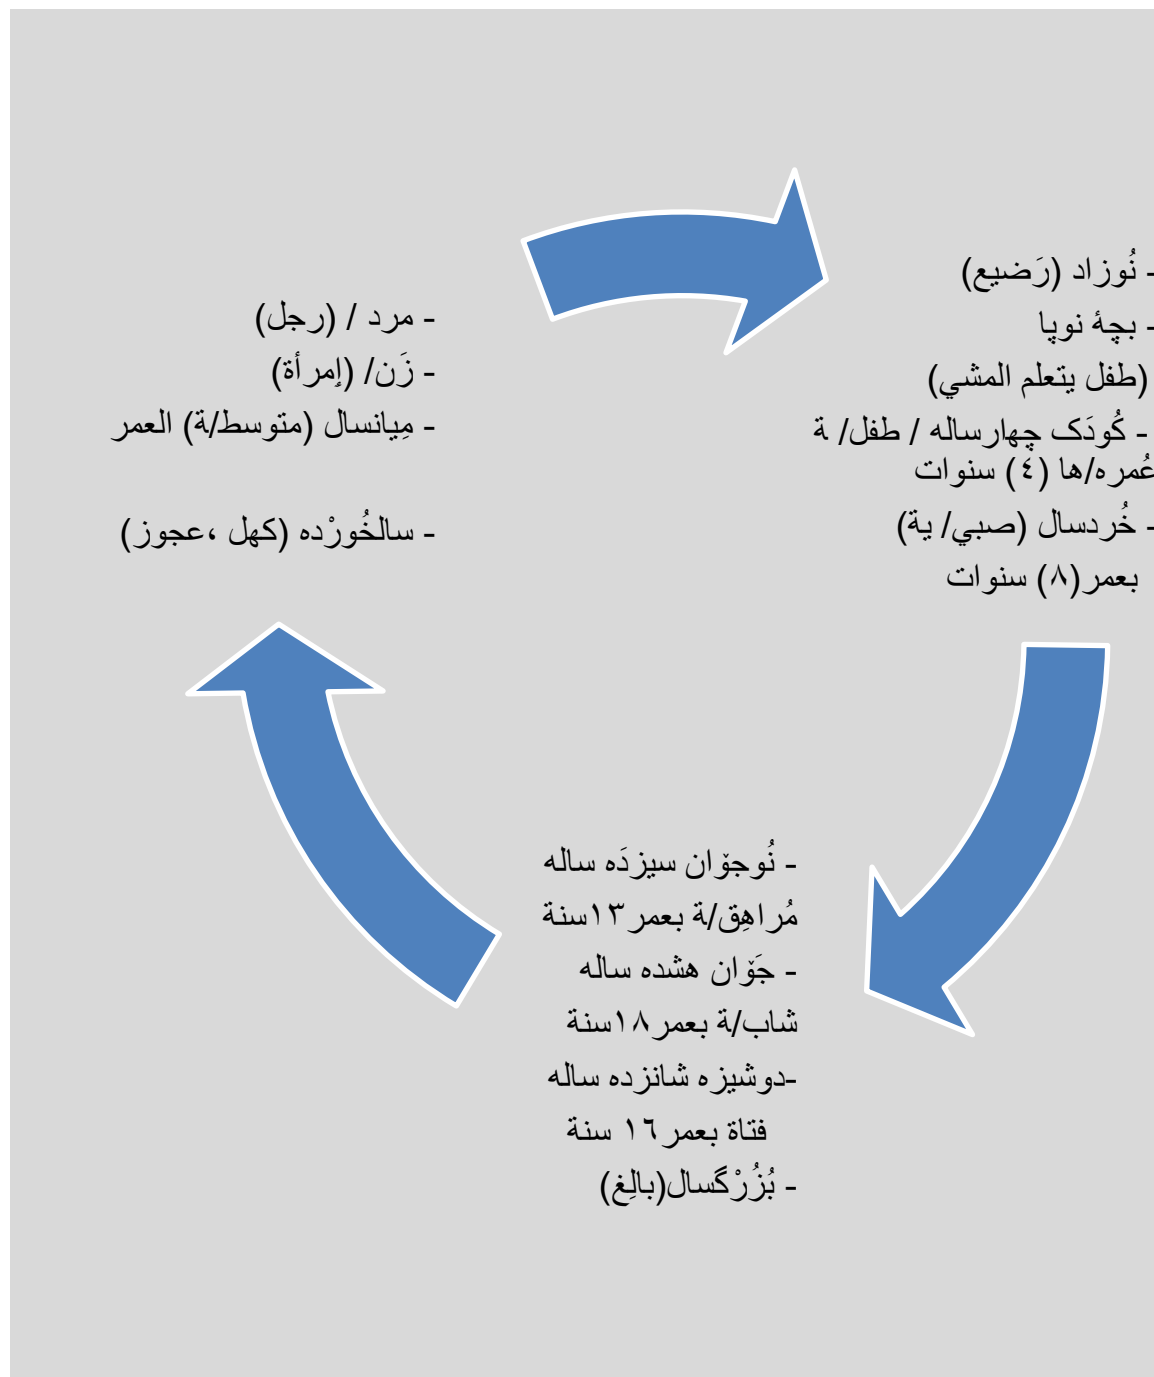 - نُوزاد (رَضيع)
- بچهٔ نوپا
(طفل يتعلم المشي)
- کُودَک چهارساله / طفل/ ة
عُمره/ها (٤) سنوات
- خُردسال (صبي/ ية)
بعمر(٨) سنوات
- نُوجوٓان سيزدَه ساله
مُراهِق/ة بعمر١٣سنة
- جَوٓان هشده ساله
شاب/ة بعمر١٨سنة
-دوشيزه شانزده ساله
فتاة بعمر١٦ سنة
- بُزُرْگسال(بالِغ)
- مرد / (رجل)
- زَن/ (إمرأة)
- مِيانسال (متوسط/ة) العمر
- سالخُورْده (كهل ،عجوز)